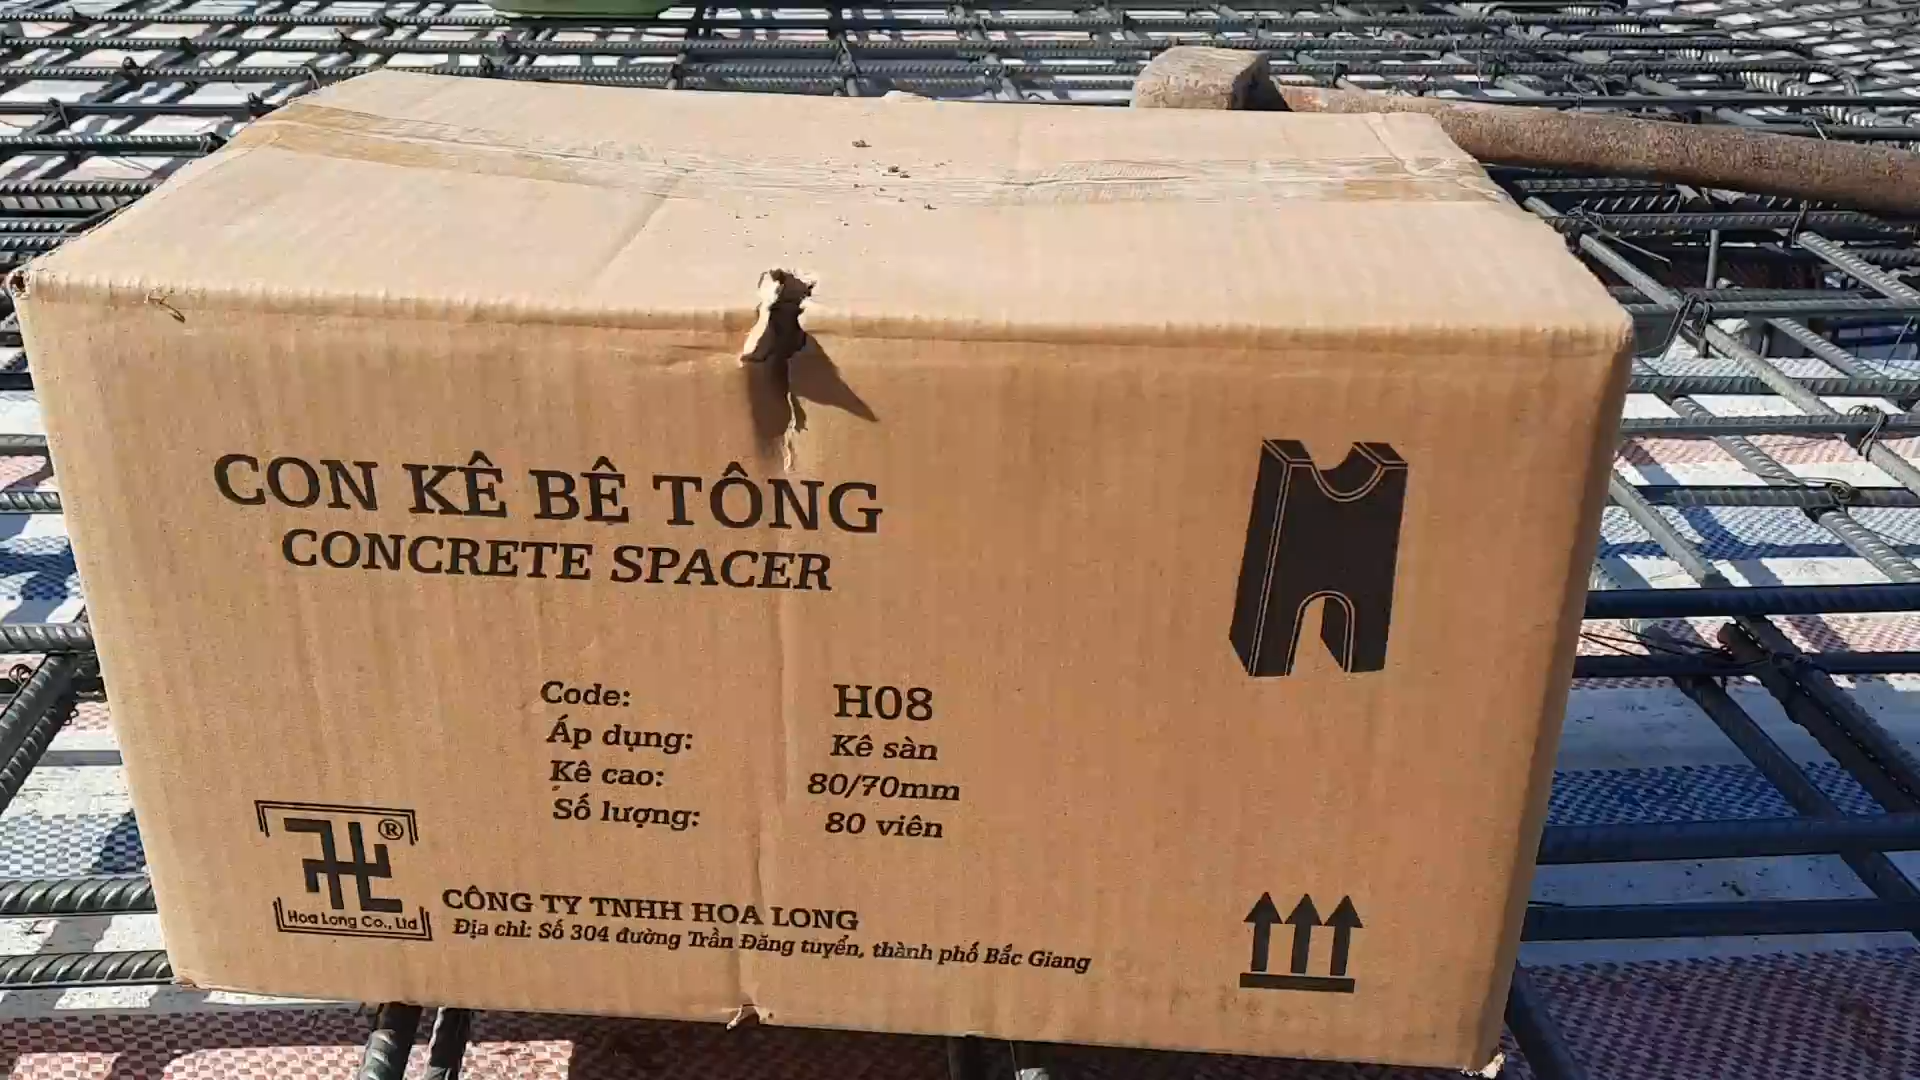 CON KÊ BÊ TÔNG
CONCRETE SPACER
Code: H08
Áp dụng: Kê sàn
Kê cao: 80/70mm
Số lượng: 80 viên
®
Hoa Long Co., Ltd
CÔNG TY TNHH HOA LONG
Địa chỉ: Số 304 đường Trần Đăng tuyển, thành phố Bắc Giang